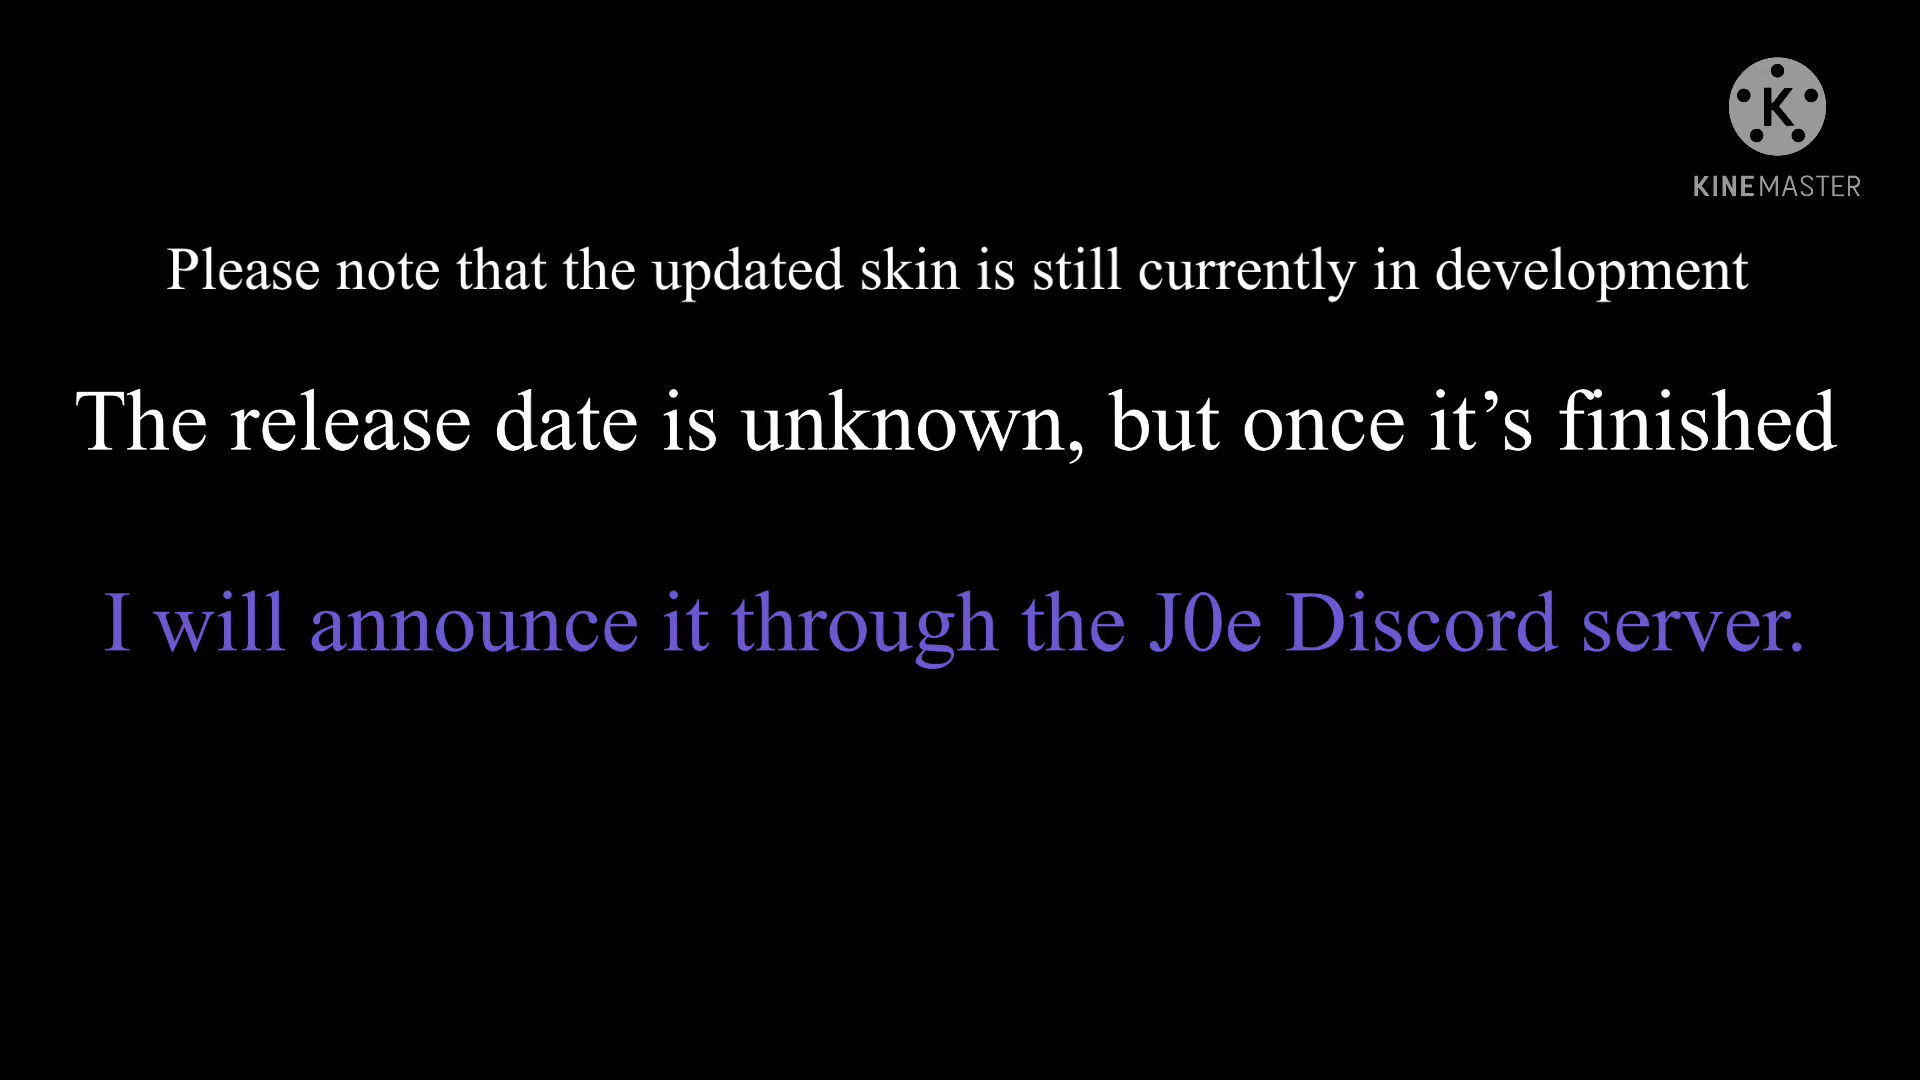 K
KINEMASTER
Please note that the updated skin is still currently in development
The release date is unknown, but once it’s finished
I will announce it through the J0e Discord server.